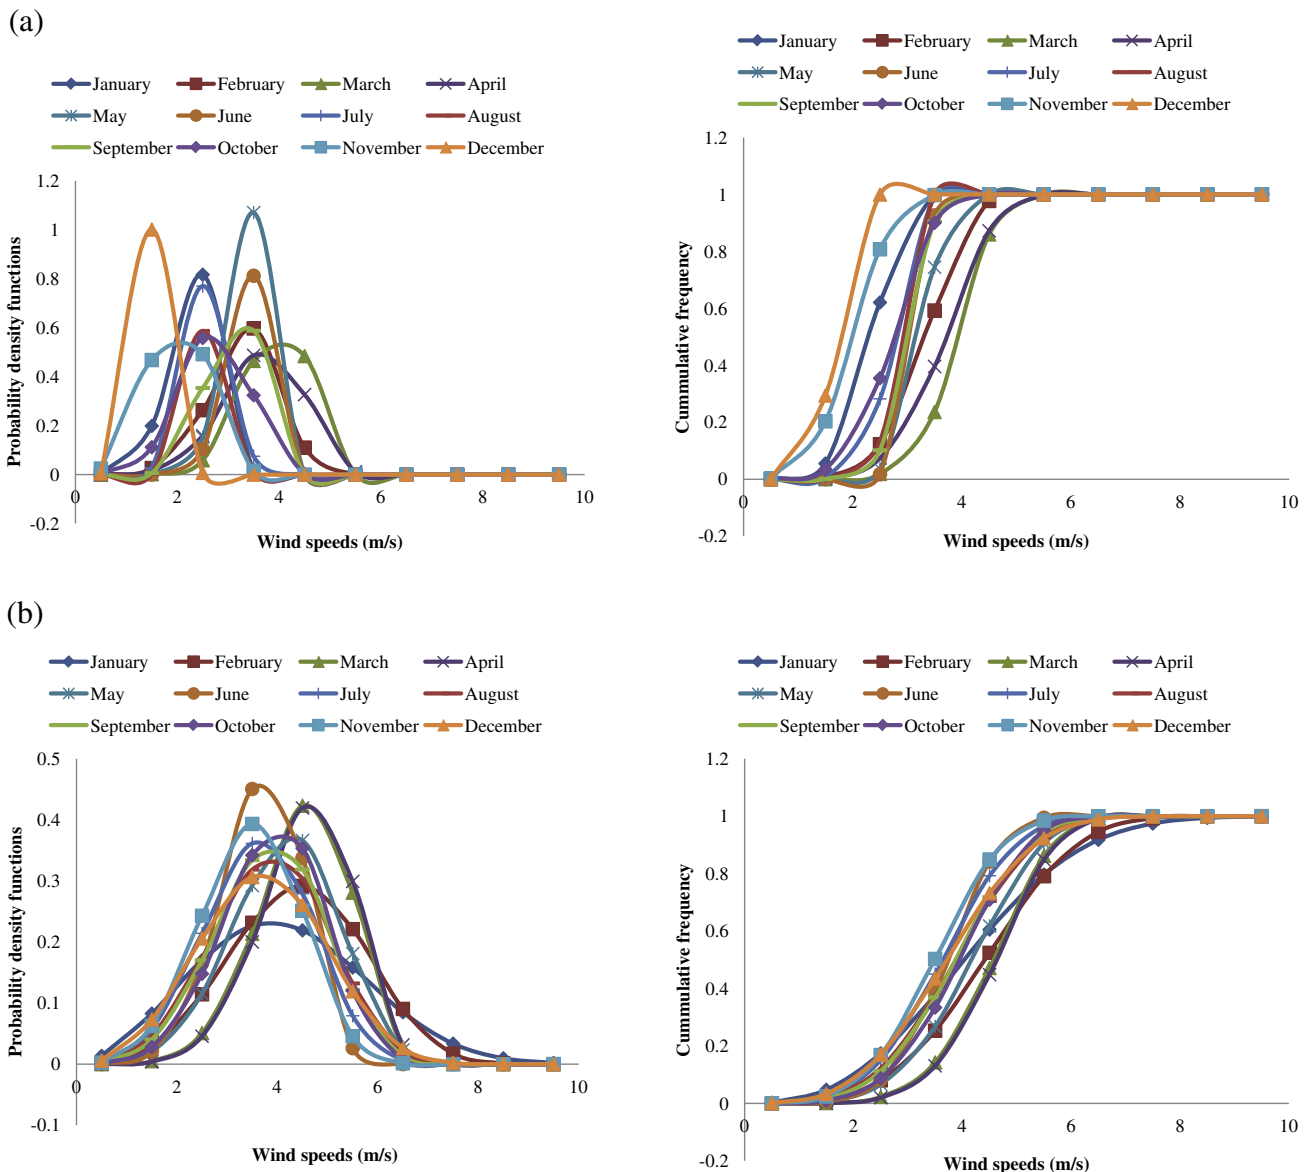 (a)
January February March April
May June July August
September October November December
1.2
1
0.8
0.6
0.4
0.2
0
-0.2
0 2 4 6 8 10
Probability density functions
Wind speeds (m/s)
January February March April
May June July August
September October November December
1.2
1
0.8
0.6
0.4
0.2
0
-0.2
0 2 4 6 8 10
Cummulative frequency
Wind speeds (m/s)
(b)
January February March April
May June July August
September October November December
0.5
0.4
0.3
0.2
0.1
0
-0.1
0 2 4 6 8 10
Probability density functions
Wind speeds (m/s)
January February March April
May June July August
September October November December
1.2
1
0.8
0.6
0.4
0.2
0
-0.2
0 2 4 6 8 10
Cummulative frequency
Wind speeds (m/s)